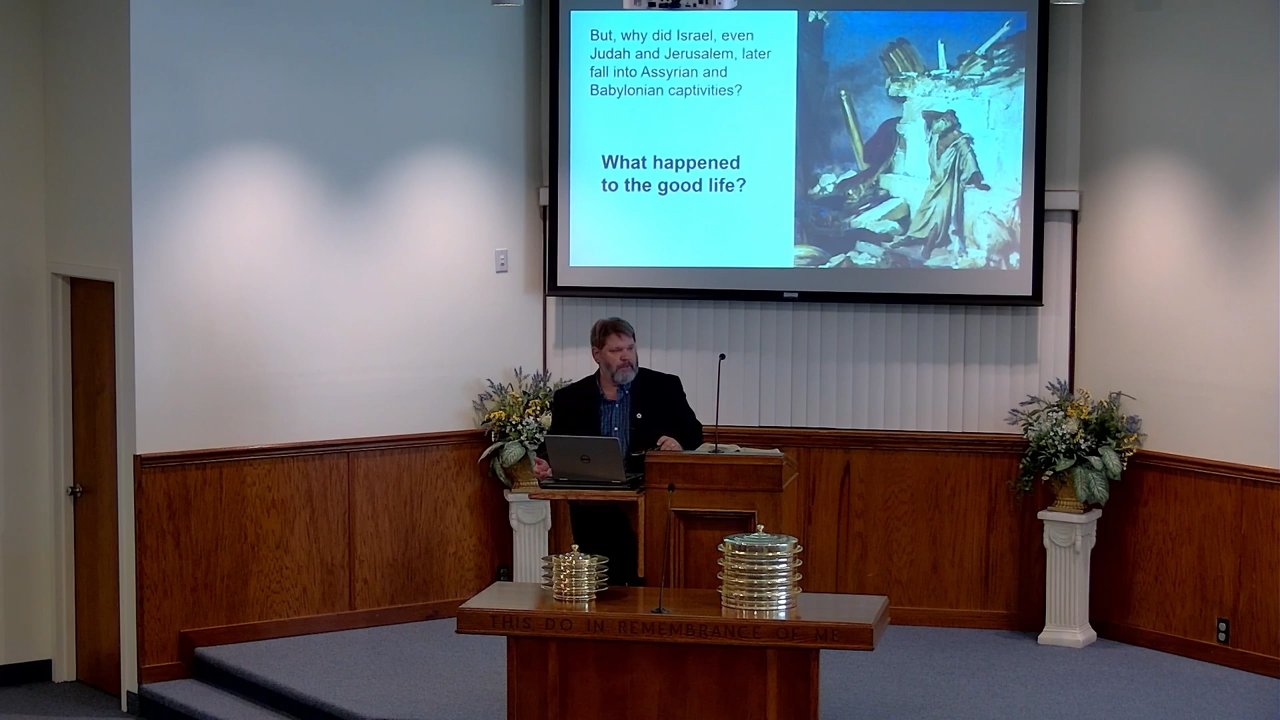 But, why did Israel, even
Judah and Jerusalem, later
fall into Assyrian and
Babylonian captivities?
What happened
to the good life?
THIS DO IN REMEMBRANCE OF ME